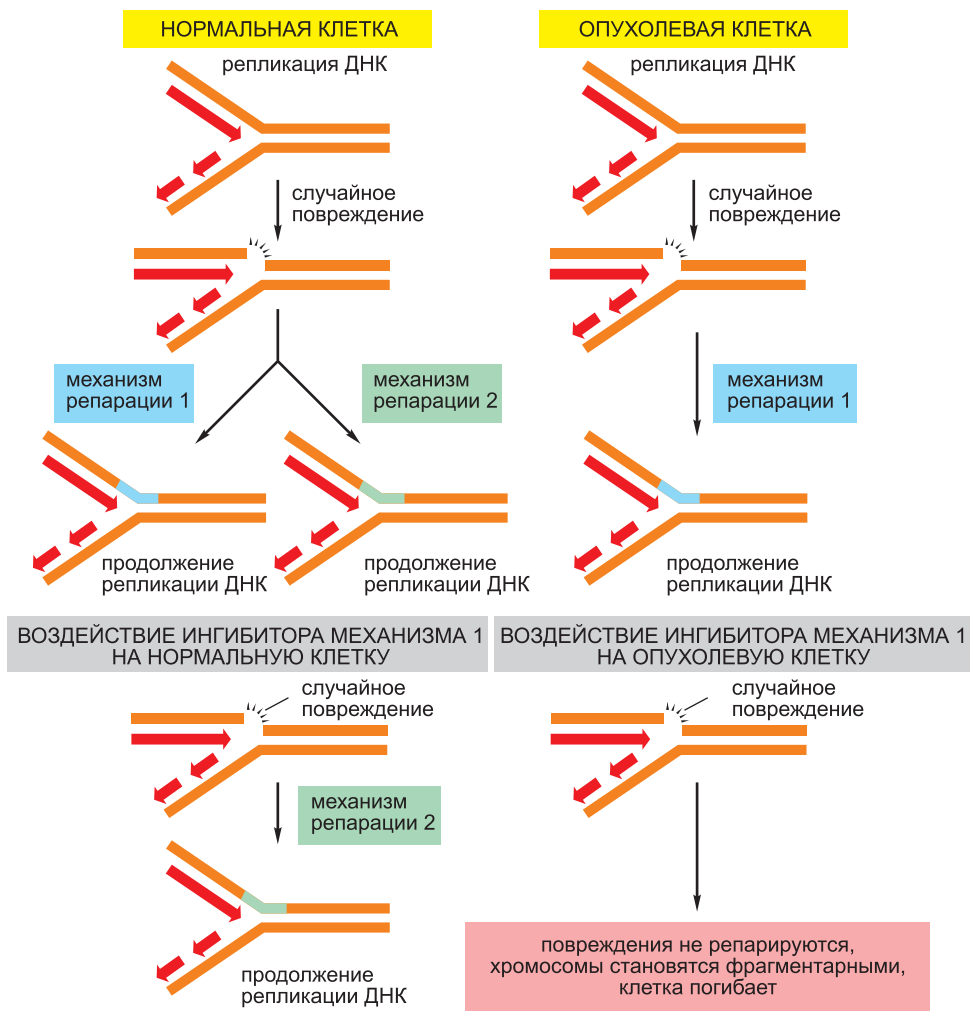 НОРМАЛЬНАЯ КЛЕТКА
репликация ДНК
случайное
повреждение
механизм
репарации 1
механизм
репарации 2
продолжение
репликации ДНК
продолжение
репликации ДНК
ОПУХОЛЕВАЯ КЛЕТКА
репликация ДНК
случайное
повреждение
механизм
репарации 1
продолжение
репликации ДНК
ВОЗДЕЙСТВИЕ ИНГИБИТОРА МЕХАНИЗМА 1
НА НОРМАЛЬНУЮ КЛЕТКУ
случайное
повреждение
механизм
репарации 2
продолжение
репликации ДНК
ВОЗДЕЙСТВИЕ ИНГИБИТОРА МЕХАНИЗМА 1
НА ОПУХОЛЕВУЮ КЛЕТКУ
случайное
повреждение
повреждения не репарируются,
хромосомы становятся фрагментарными,
клетка погибает